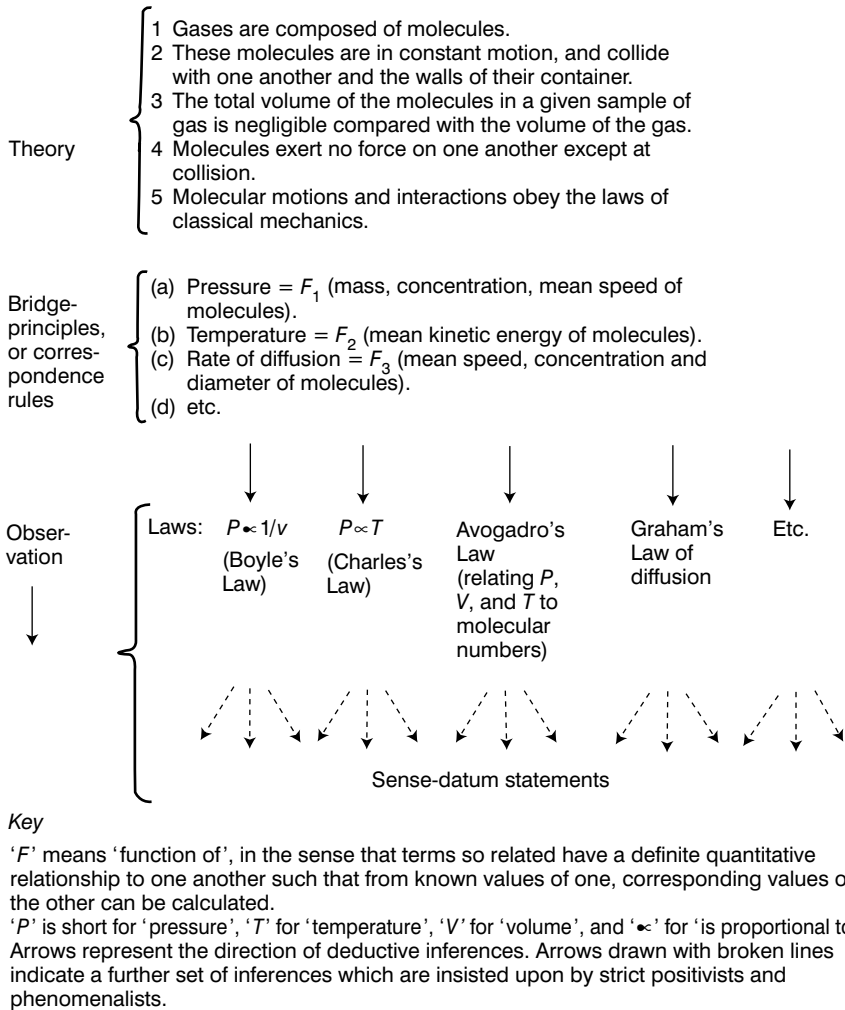 1 Gases are composed of molecules.
2 These molecules are in constant motion, and collide
with one another and the walls of their container.
3 The total volume of the molecules in a given sample of
gas is negligible compared with the volume of the gas.
Theory
4 Molecules exert no force on one another except at
collision.
5 Molecular motions and interactions obey the laws of
classical mechanics.
Bridge-
principles,
or corres-
pondence
rules
(a) Pressure = F₁ (mass, concentration, mean speed of
molecules).
(b) Temperature = F₂ (mean kinetic energy of molecules).
(c) Rate of diffusion = F₃ (mean speed, concentration and
diameter of molecules).
(d) etc.
Obser-
vation
Laws:
P ∝ 1/v
(Boyle's
Law)
P ∝ T
(Charles's
Law)
Avogadro's
Law
(relating P,
V, and T to
molecular
numbers)
Graham's
Law of
diffusion
Etc.
Sense-datum statements
Key
'F' means 'function of', in the sense that terms so related have a definite quantitative
relationship to one another such that from known values of one, corresponding values o
the other can be calculated.
'P' is short for 'pressure', 'T' for 'temperature', 'V' for 'volume', and '∝' for 'is proportional to
Arrows represent the direction of deductive inferences. Arrows drawn with broken lines
indicate a further set of inferences which are insisted upon by strict positivists and
phenomenalists.